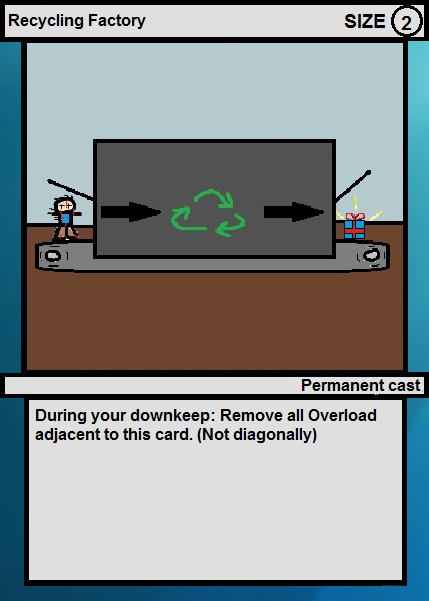 Recycling Factory
SIZE 2
Permanent cast
During your downkeep: Remove all Overload
adjacent to this card. (Not diagonally)